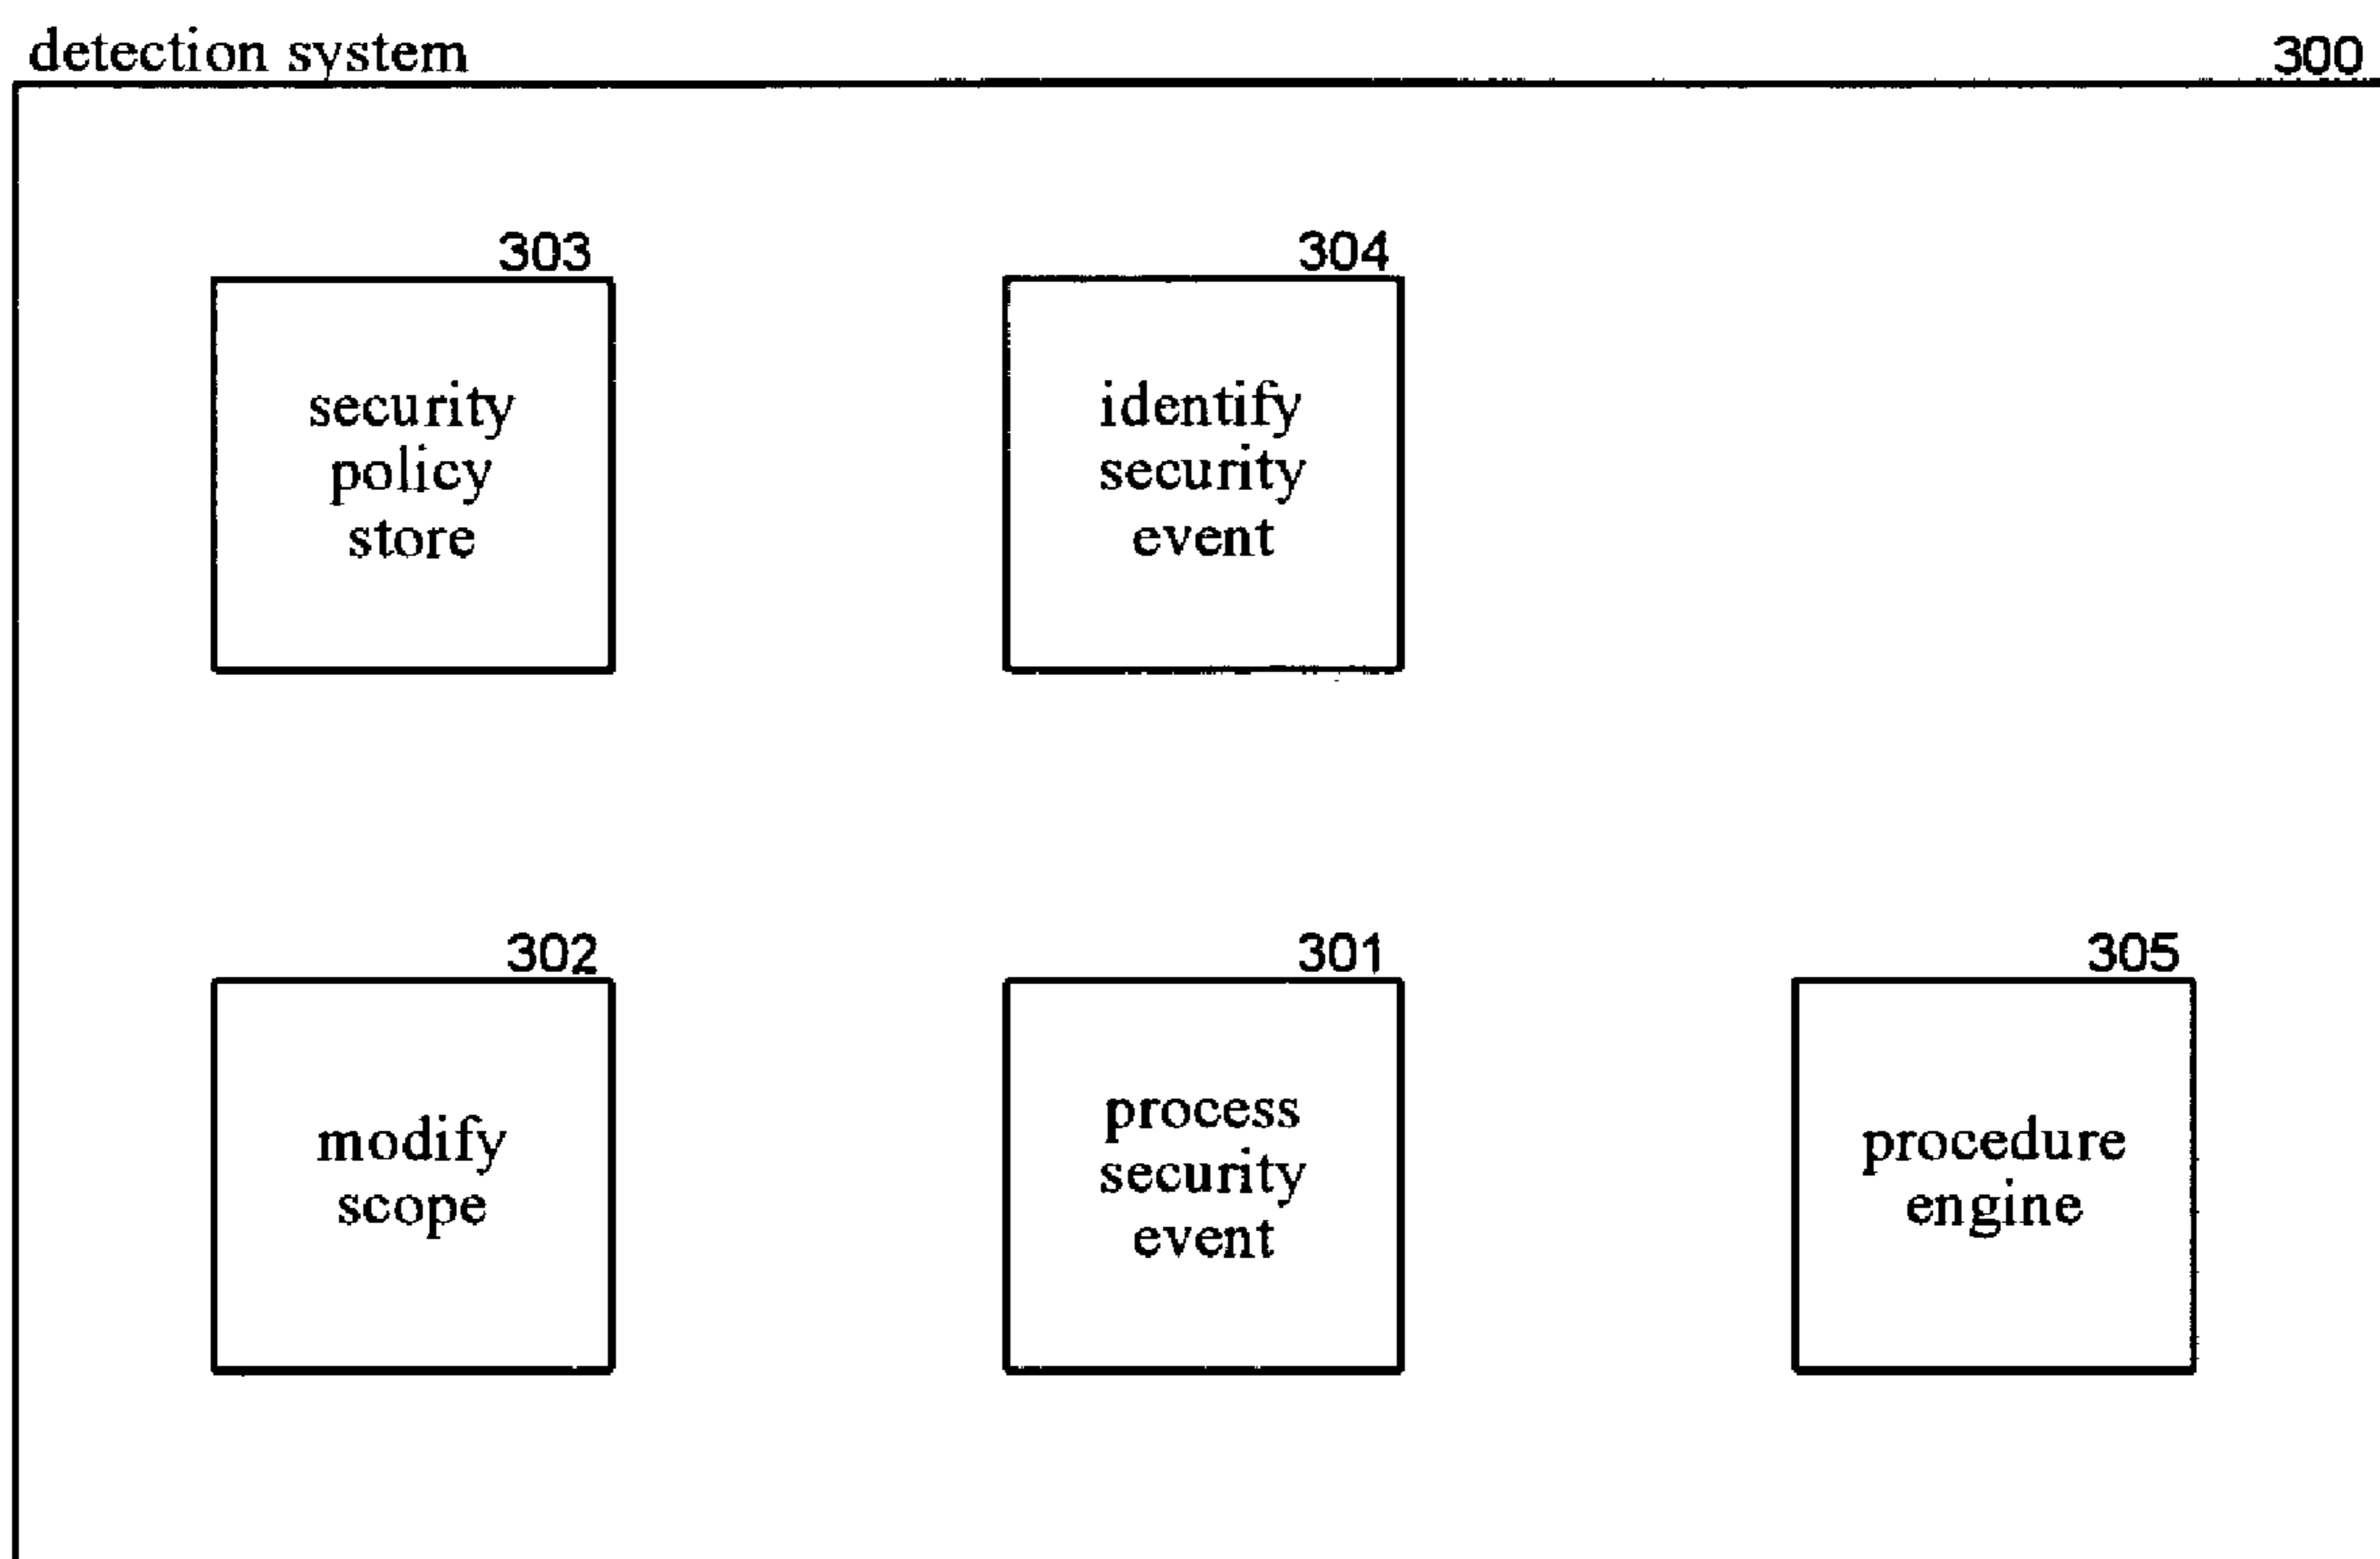 detection system
300
303
security
policy
store
304
identify
security
event
302
modify
scope
301
process
security
event
305
procedure
engine